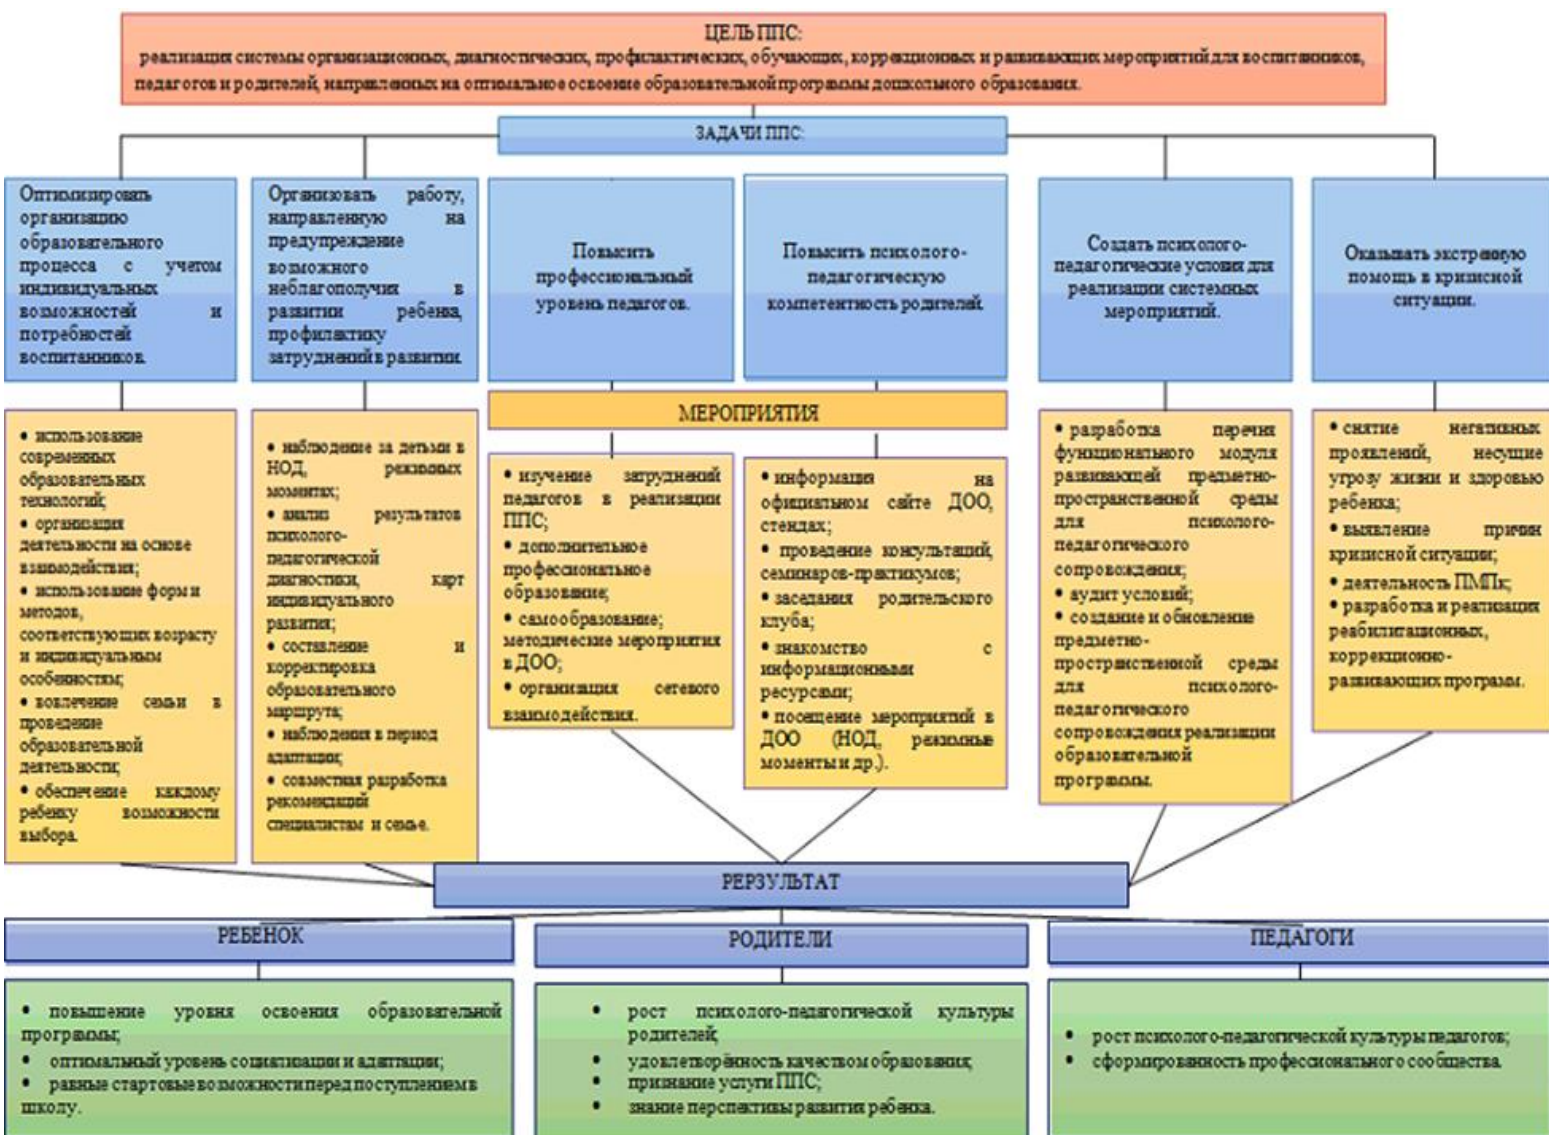 ЦЕЛЬ ППС:
реализация системы организационных, диагностических, профилактических, обучающих, коррекционных и развивающих мероприятий для воспитанников,
педагогов и родителей, направленных на оптимальное освоение образовательной программы дошкольного образования.
ЗАДАЧИ ППС:
Оптимизировать
организацию
образовательного
процесса с учетом
индивидуальных
возможностей и
потребностей
воспитанников.
Организовать работу,
направленную на
предупреждение
возможного
неблагополучия в
развитии ребенка,
профилактику
затруднений в развитии.
Повысить
профессиональный
уровень педагогов.
Повысить психолого-
педагогическую
компетентность родителей.
Создать психолого-
педагогические условия для
реализации системных
мероприятий.
Оказывать экстренную
помощь в кризисной
ситуации.
МЕРОПРИЯТИЯ
• использование
современных
образовательных
технологий;
• организация
деятельности на основе
взаимодействия;
• использование форм и
методов,
соответствующих возрасту
и индивидуальным
особенностям;
• вовлечение семьи в
проведение
образовательной
деятельности;
• обеспечение каждому
ребенку возможности
выбора.
• наблюдение за детьми в
НОД, режимных
моментах;
• анализ результатов
психолого-
педагогической
диагностики, карт
индивидуального
развития;
• составление и
корректировка
образовательного
маршрута;
• наблюдения в период
адаптации;
• совместная разработка
рекомендаций
специалистам и семье.
• изучение затруднений
педагогов в реализации
ППС;
• дополнительное
профессиональное
образование;
• самообразование;
методические мероприятия
в ДОО;
• организация сетевого
взаимодействия.
• информация на
официальном сайте ДОО,
стендах;
• проведение консультаций,
семинаров-практикумов;
• заседания родительского
клуба;
• знакомство с
информационными
ресурсами;
• посещение мероприятий в
ДОО (НОД, режимные
моменты и др.).
• разработка перечня
функционального модуля
развивающей предметно-
пространственной среды
для психолого-
педагогического
сопровождения;
• аудит условий;
• создание и обновление
предметно-
пространственной среды
для психолого-
педагогического
сопровождения реализации
образовательной
программы.
• снятие негативных
проявлений, несущие
угрозу жизни и здоровью
ребенка;
• выявление причин
кризисной ситуации;
• деятельность ПМПк;
• разработка и реализация
реабилитационных,
коррекционно-
развивающих программ.
РЕРЗУЛЬТАТ
РЕБЕНОК
• повышение уровня освоения образовательной
программы;
• оптимальный уровень социализации и адаптации;
• равные стартовые возможности перед поступлением в
школу.
РОДИТЕЛИ
• рост психолого-педагогической культуры
родителей;
• удовлетворённость качеством образования;
• признание услуги ППС;
• знание перспективы развития ребенка.
ПЕДАГОГИ
• рост психолого-педагогической культуры педагогов;
• сформированность профессионального сообщества.